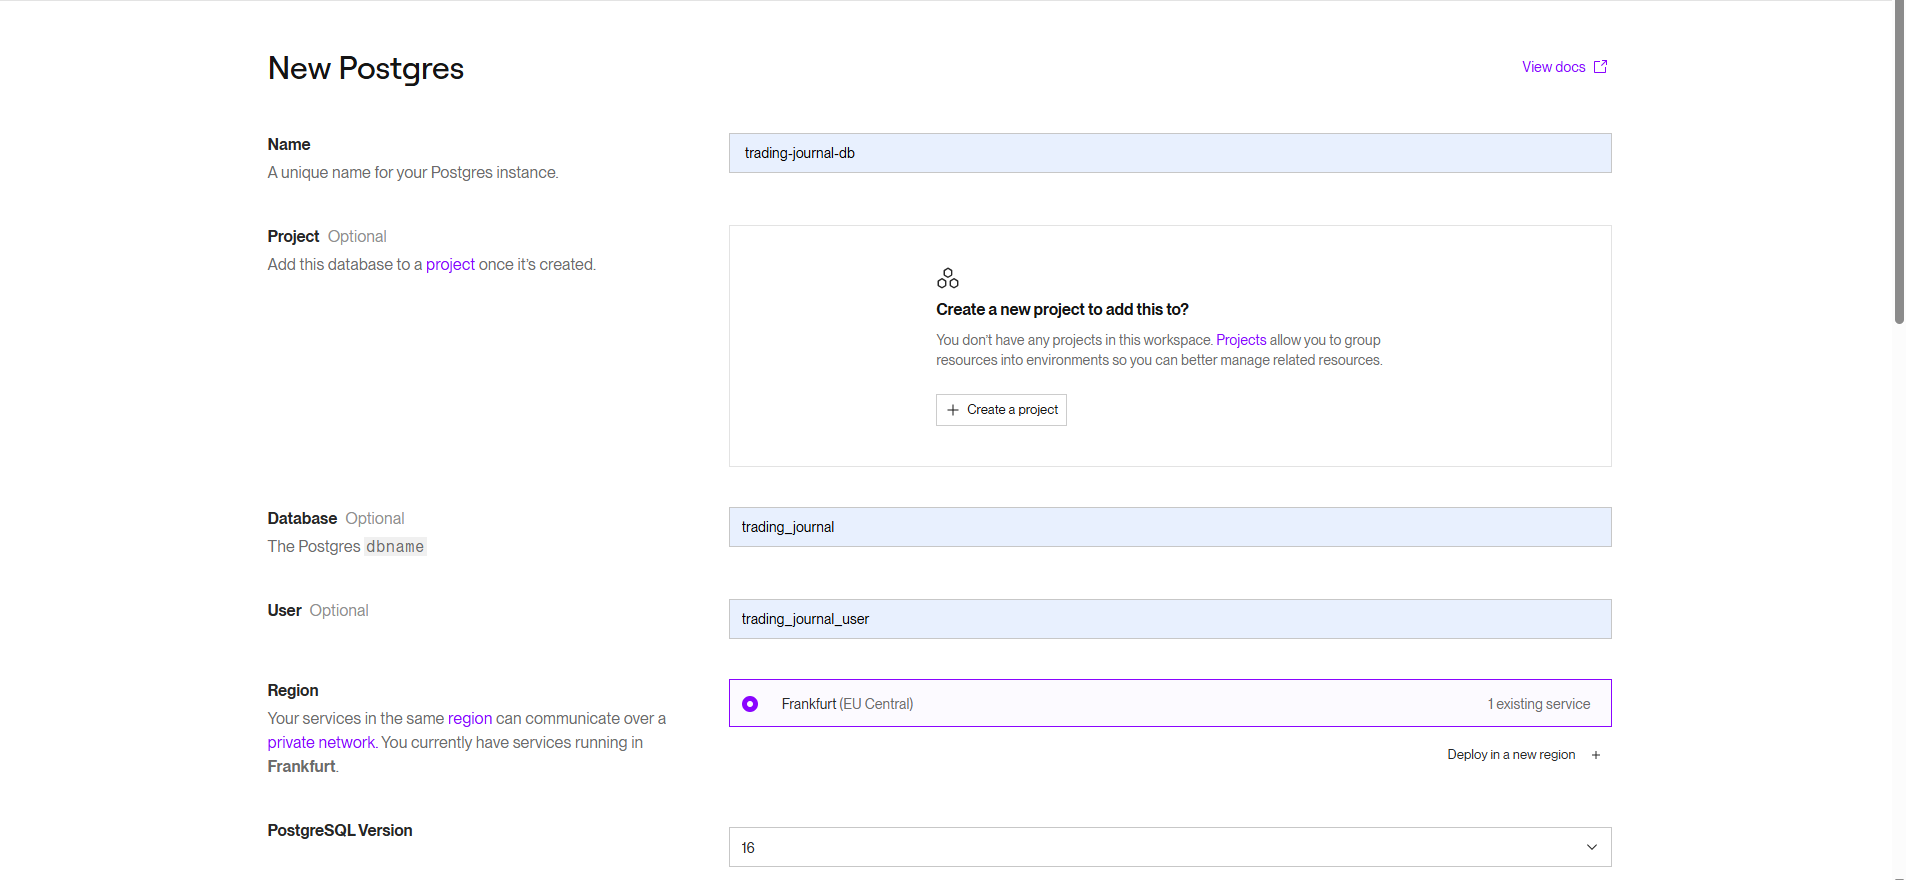 New Postgres
View docs
Name
A unique name for your Postgres instance.
trading-journal-db
Project Optional
Add this database to a project once it's created.
Create a new project to add this to?
You don't have any projects in this workspace. Projects allow you to group
resources into environments so you can better manage related resources.
Create a project
Database Optional
The Postgres dbname
trading_journal
User Optional
trading_journal_user
Region
Your services in the same region can communicate over a
private network. You currently have services running in
Frankfurt.
Frankfurt (EU Central)
1 existing service
Deploy in a new region +
PostgreSQL Version
16